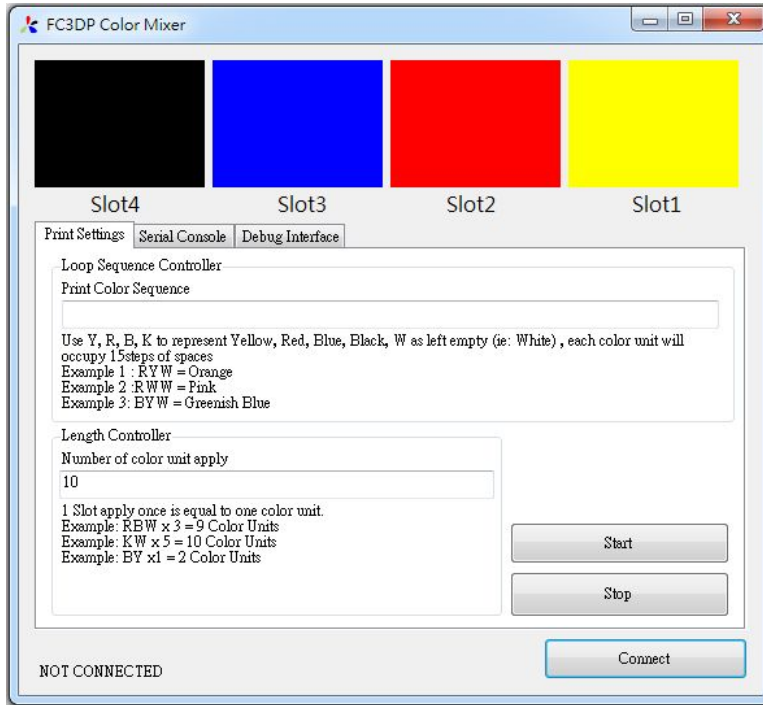 FC3DP Color Mixer
Slot4 Slot3 Slot2 Slot1
Print Settings Serial Console Debug Interface
Loop Sequence Controller
Print Color Sequence
Use Y, R, B, K to represent Yellow, Red, Blue, Black, W as left empty (ie: White) , each color unit will
occupy 15steps of spaces
Example 1 : RYW = Orange
Example 2 :RWW = Pink
Example 3: BYW = Greenish Blue
Length Controller
Number of color unit apply
10
1 Slot apply once is equal to one color unit.
Example: RBW x 3 = 9 Color Units
Example: KW x 5 = 10 Color Units
Example: BY x1 = 2 Color Units
Start
Stop
Connect
NOT CONNECTED